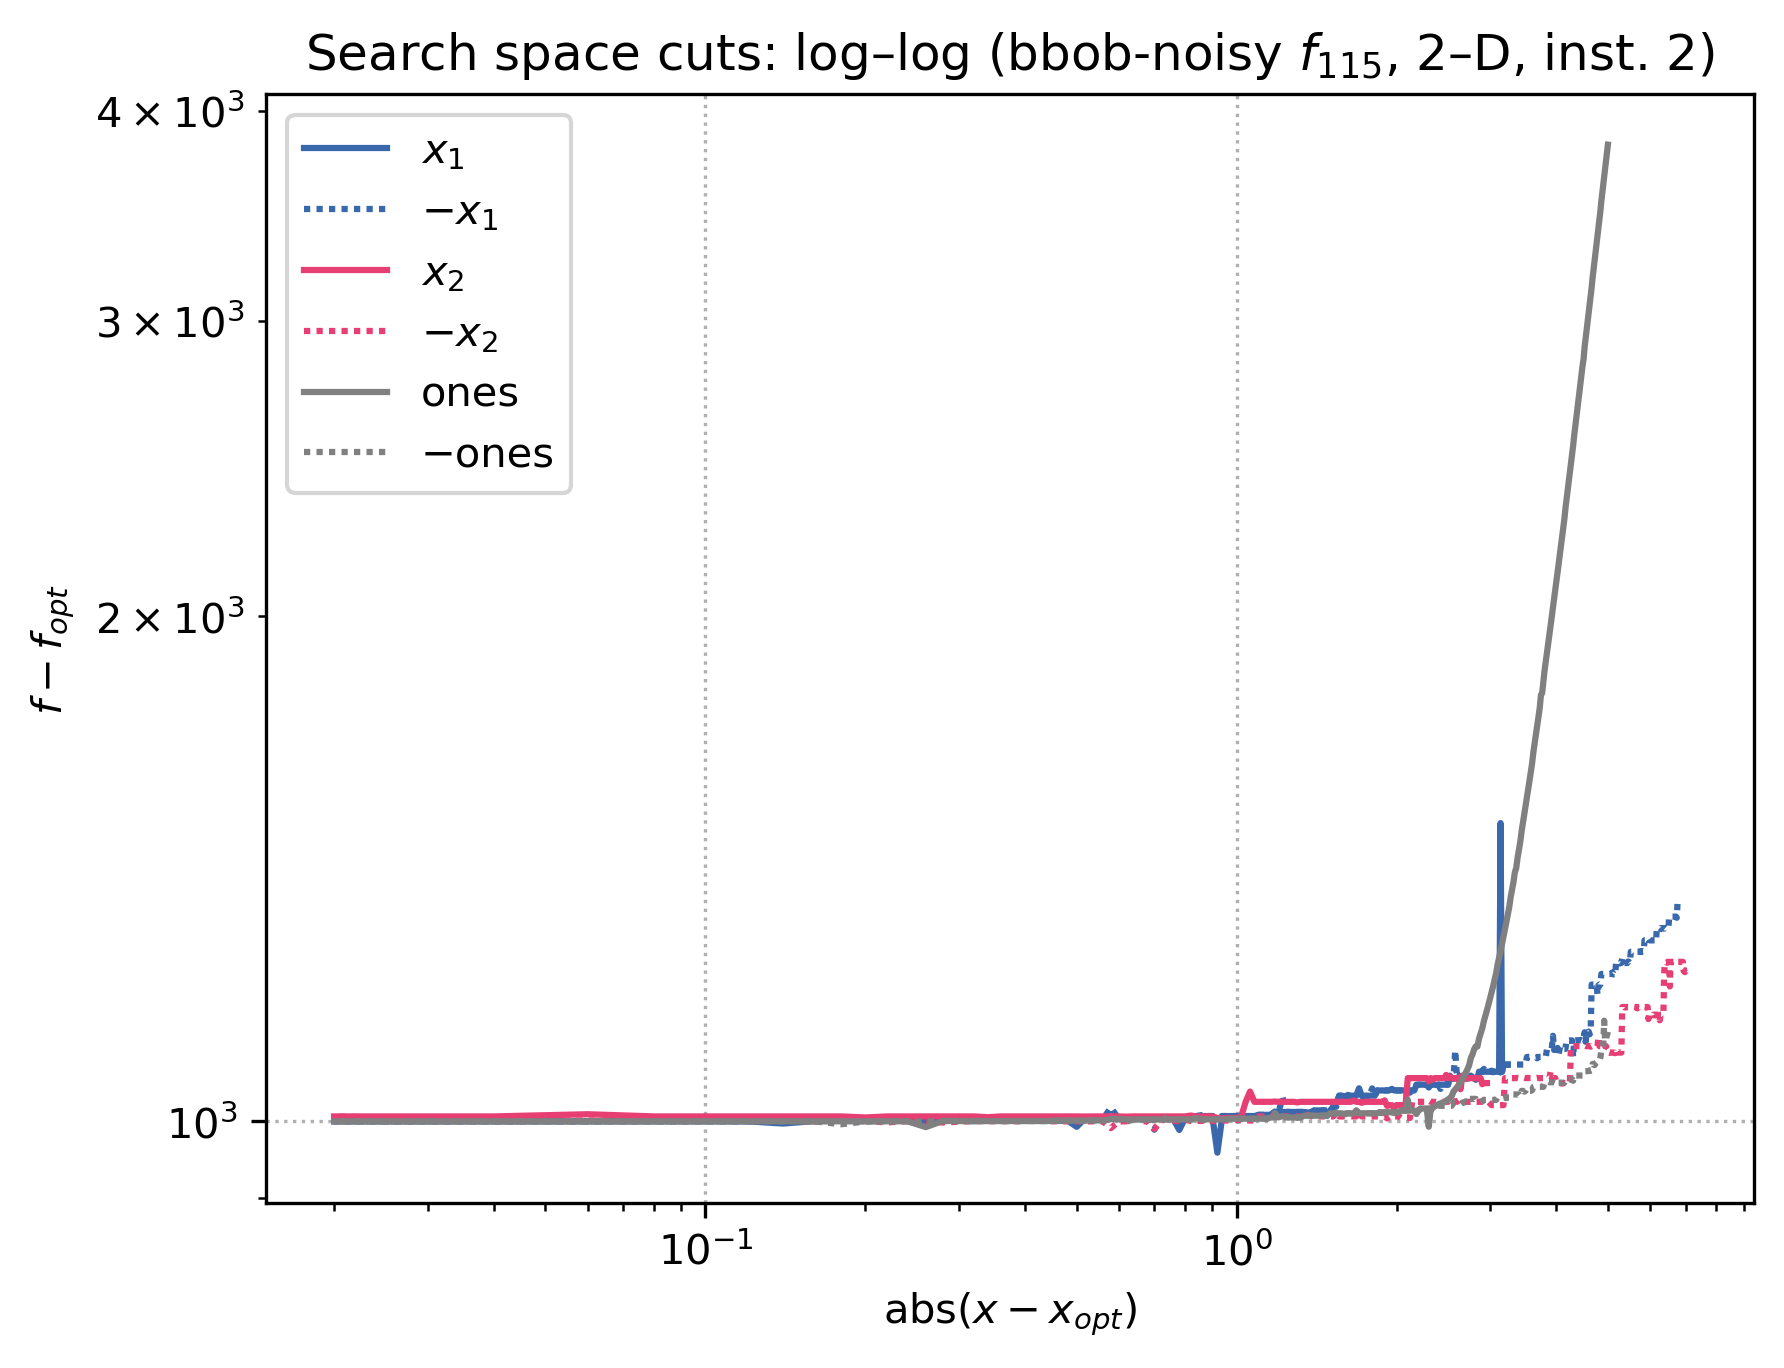 Search space cuts: log–log (bbob-noisy f₁₁₅, 2–D, inst. 2)
4 × 10³
3 × 10³
2 × 10³
10³
f − fₒₚₜ
x₁
−x₁
x₂
−x₂
ones
−ones
10⁻¹
10⁰
abs(x − xₒₚₜ)